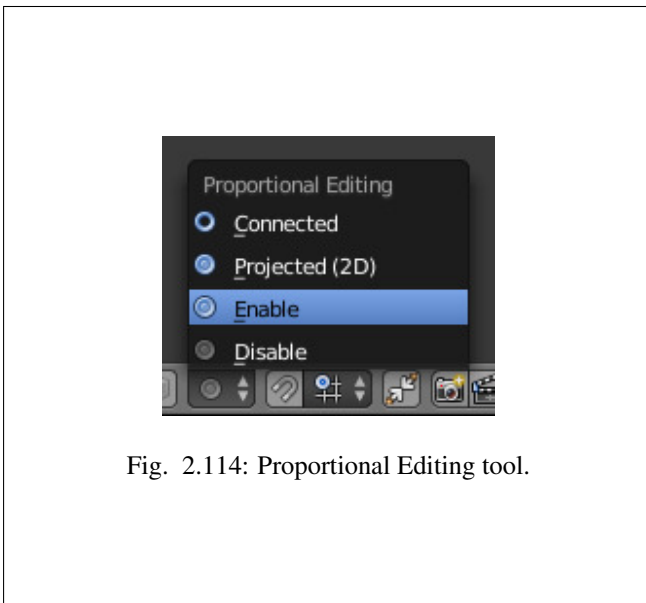 Proportional Editing
Connected
Projected (2D)
Enable
Disable
Fig. 2.114: Proportional Editing tool.